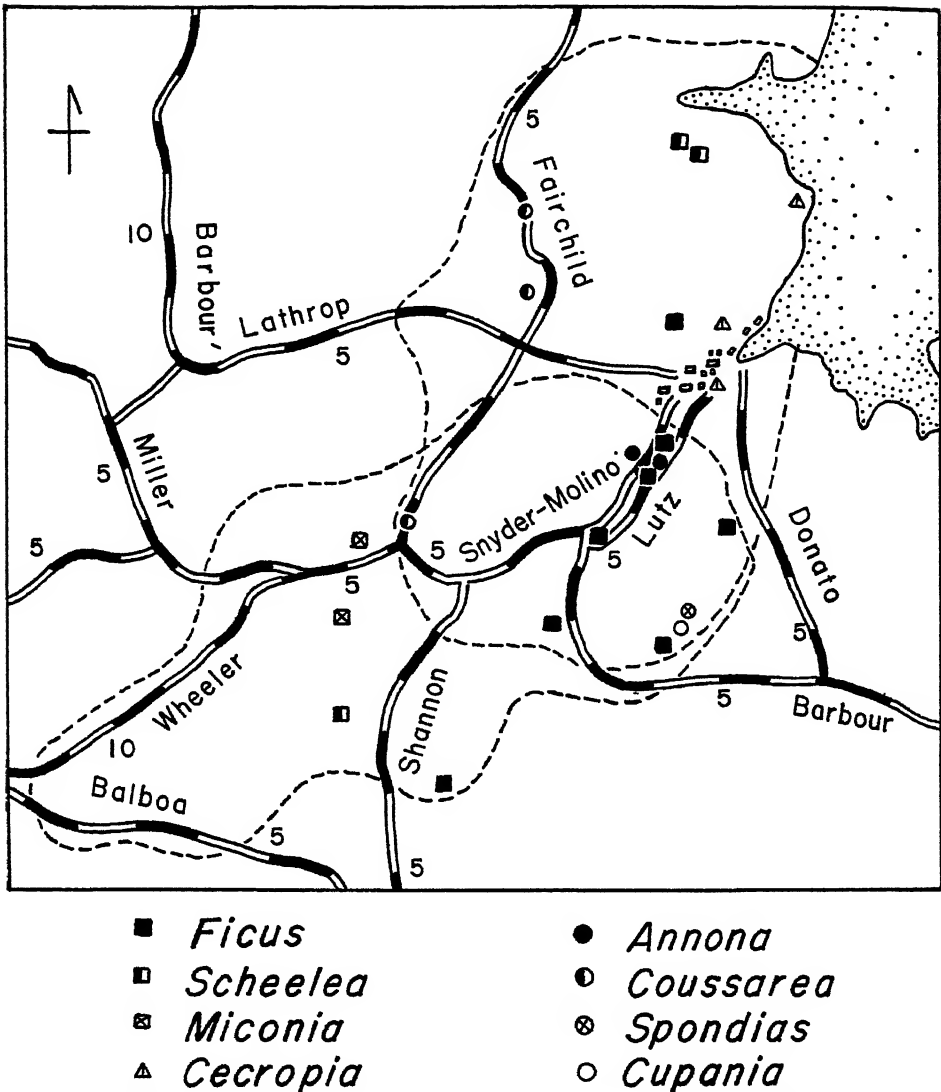 5
Fairchild
10
Barbour
Lathrop
5
Miller
5
5
Snyder-Molino
5
Lutz
5
5
Donato
5
Wheeler
10
Shannon
5
Barbour
Balboa
5
5
Ficus
Annona
Scheelea
Coussarea
Miconia
Spondias
Cecropia
Cupania